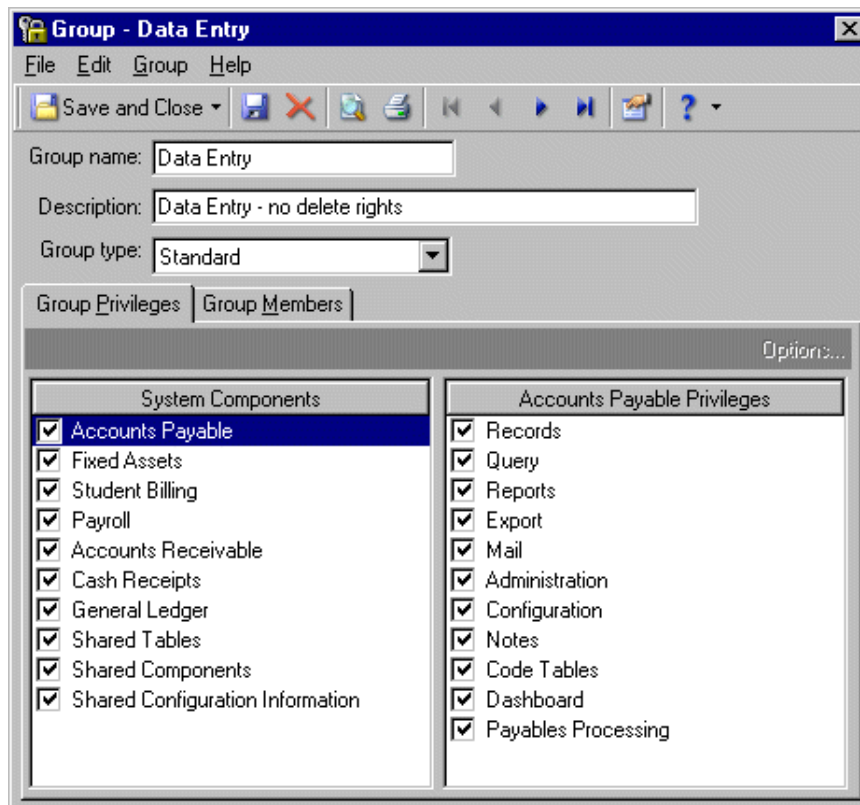 Group - Data Entry
File Edit Group Help
Save and Close
Group name: Data Entry
Description: Data Entry - no delete rights
Group type: Standard
Group Privileges Group Members
Options...
System Components
Accounts Payable
Fixed Assets
Student Billing
Payroll
Accounts Receivable
Cash Receipts
General Ledger
Shared Tables
Shared Components
Shared Configuration Information
Accounts Payable Privileges
Records
Query
Reports
Export
Mail
Administration
Configuration
Notes
Code Tables
Dashboard
Payables Processing